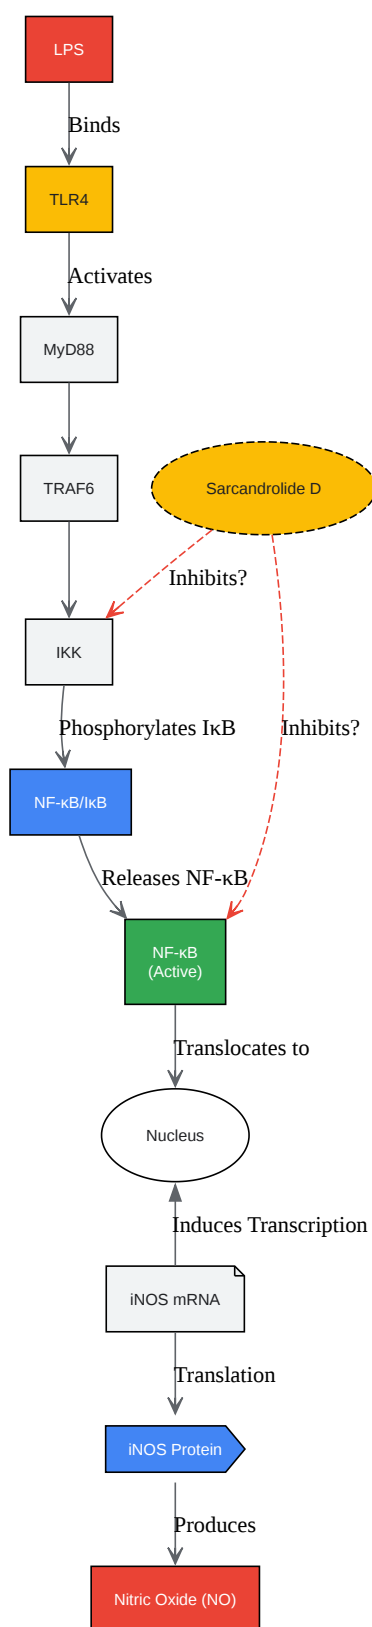 LPS
Binds
TLR4
Activates
MyD88
TRAF6
Sarcandrolide D
Inhibits?
IKK
Phosphorylates IκB
Inhibits?
NF-κB/IκB
Releases NF-κB
NF-κB
(Active)
Translocates to
Nucleus
Induces Transcription
iNOS mRNA
Translation
iNOS Protein
Produces
Nitric Oxide (NO)